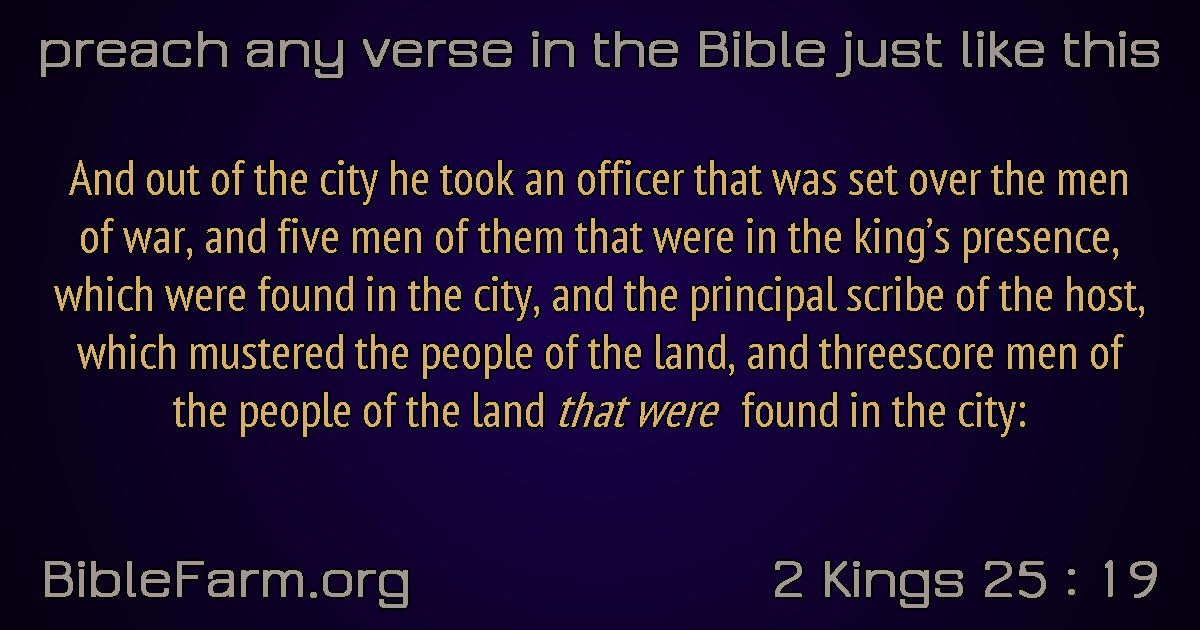 preach any verse in the Bible just like this
And out of the city he took an officer that was set over the men
of war, and five men of them that were in the king’s presence,
which were found in the city, and the principal scribe of the host,
which mustered the people of the land, and threescore men of
the people of the land that were found in the city:
BibleFarm.org
2 Kings 25 : 19